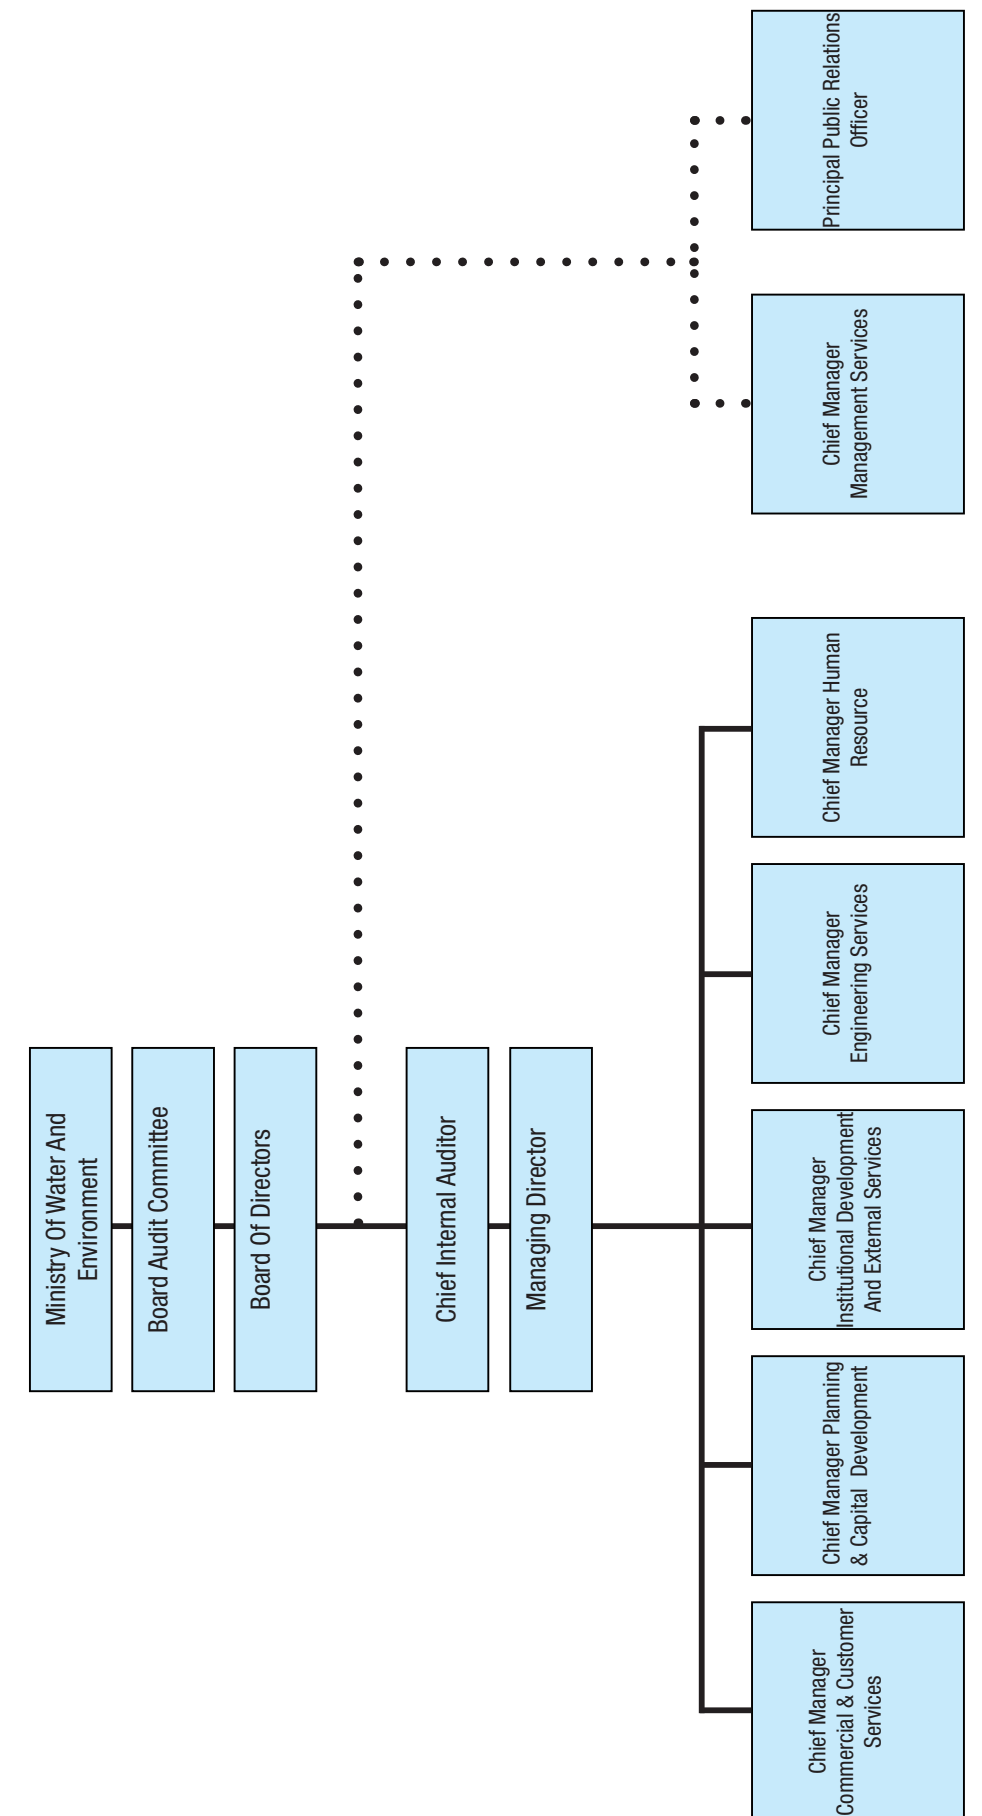 Ministry Of Water And
Environment
Board Audit Committee
Board Of Directors
Chief Internal Auditor
Managing Director
Chief Manager
Commercial & Customer
Services
Chief Manager Planning
& Capital Development
Chief Manager
Institutional Development
And External Services
Chief Manager
Engineering Services
Chief Manager Human
Resource
Chief Manager
Management Services
Principal Public Relations
Officer